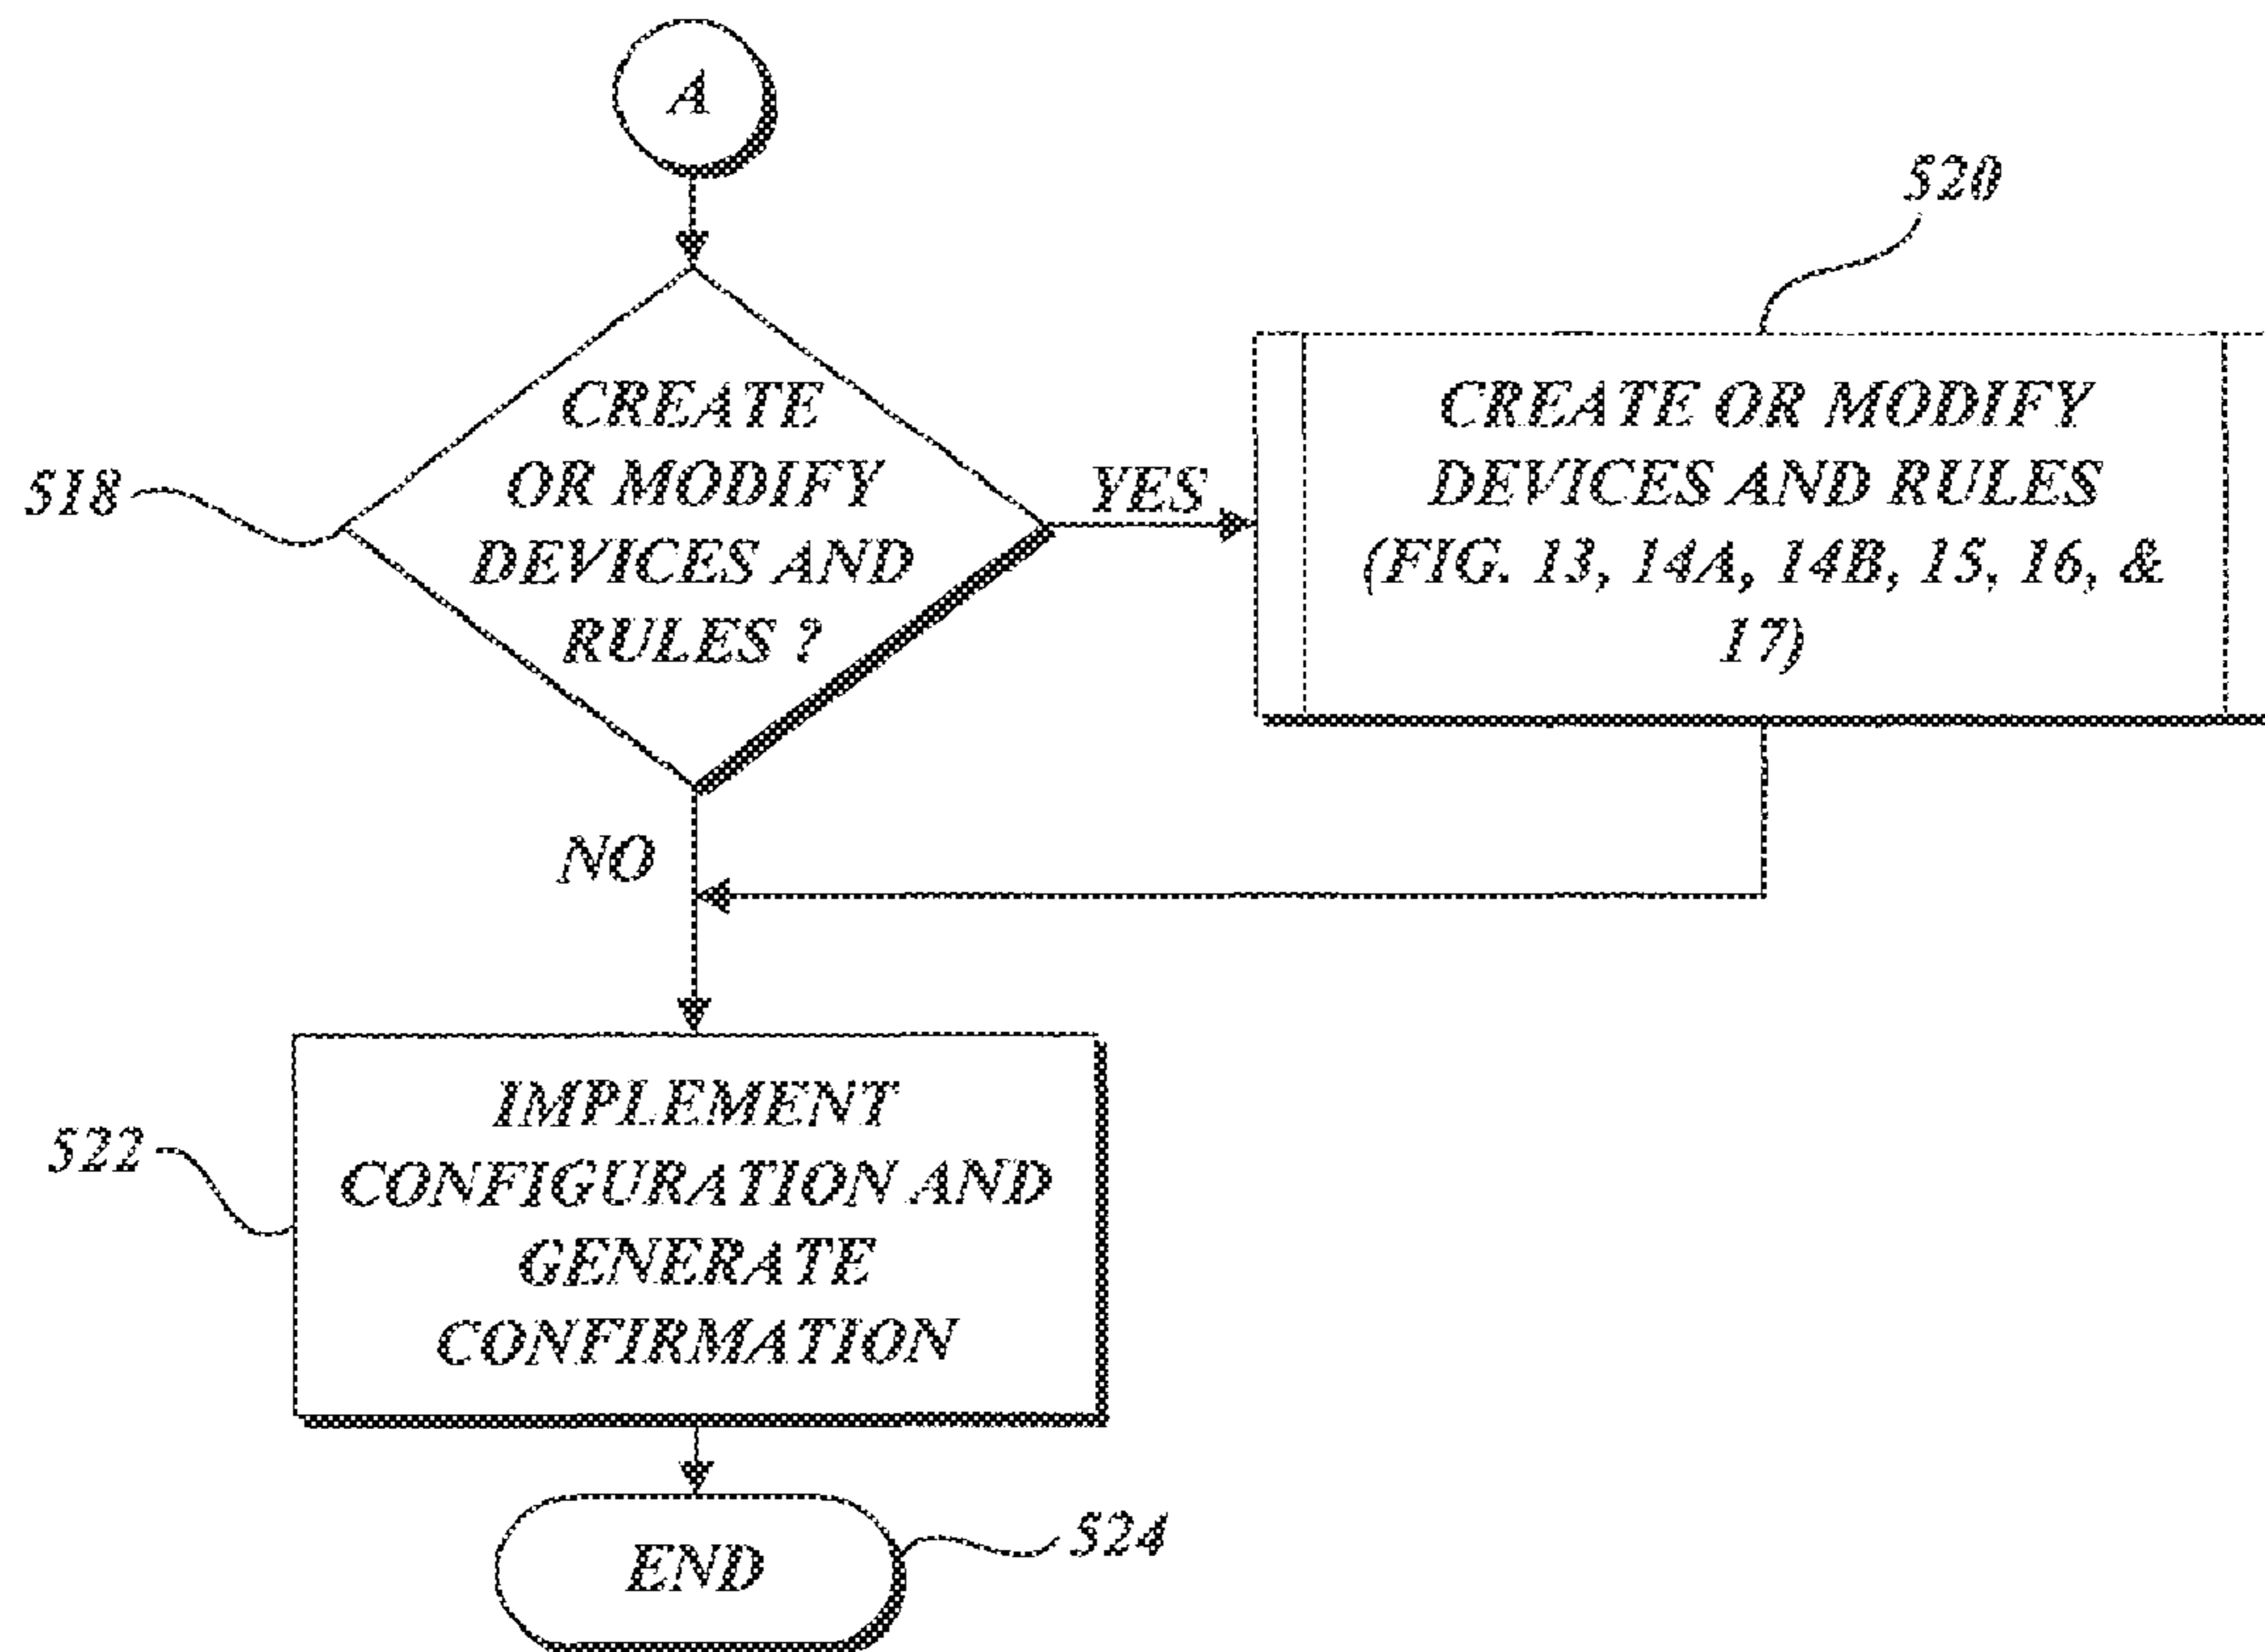 A
520
CREATE
OR MODIFY
DEVICES AND
RULES ?
518
YES
CREATE OR MODIFY
DEVICES AND RULES
(FIG. 13, 14A, 14B, 15, 16, &
17)
NO
522
IMPLEMENT
CONFIGURATION AND
GENERATE
CONFIRMATION
END
524